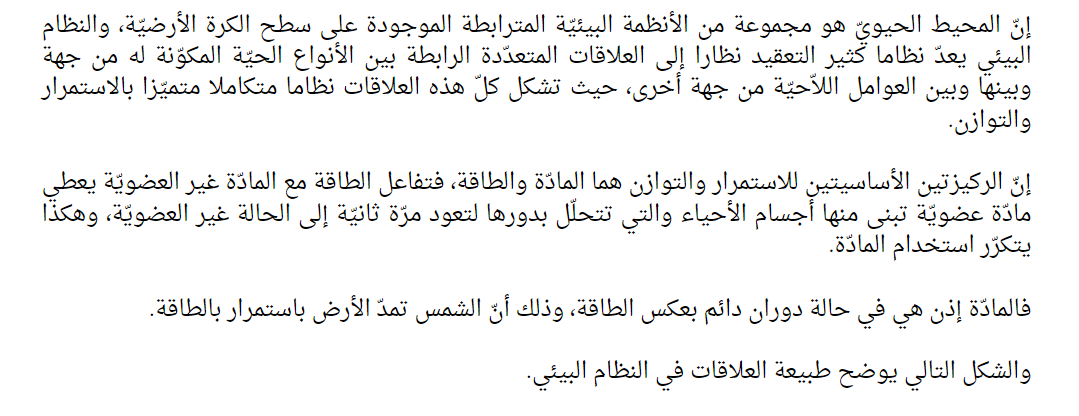 إنّ المحيط الحيويّ هو مجموعة من الأنظمة البيئيّة المترابطة الموجودة على سطح الكرة الأرضيّة، والنظام
البيئي يعدّ نظاما كثير التعقيد نظارا إلى العلاقات المتعدّدة الرابطة بين الأنواع الحيّة المكوّنة له من جهة
وبينها وبين العوامل اللاّحيّة من جهة أخرى، حيث تشكل كلّ هذه العلاقات نظاما متكاملا متميّزا بالاستمرار
والتوازن.
إنّ الركيزتين الأساسيتين للاستمرار والتوازن هما المادّة والطاقة، فتفاعل الطاقة مع المادّة غير العضويّة يعطي
مادّة عضويّة تبنى منها أجسام الأحياء والتي تتحلّل بدورها لتعود مرّة ثانيّة إلى الحالة غير العضويّة، وهكذا
يتكرّر استخدام المادّة.
فالمادّة إذن هي في حالة دوران دائم بعكس الطاقة، وذلك أنّ الشمس تمدّ الأرض باستمرار بالطاقة.
والشكل التالي يوضح طبيعة العلاقات في النظام البيئي.